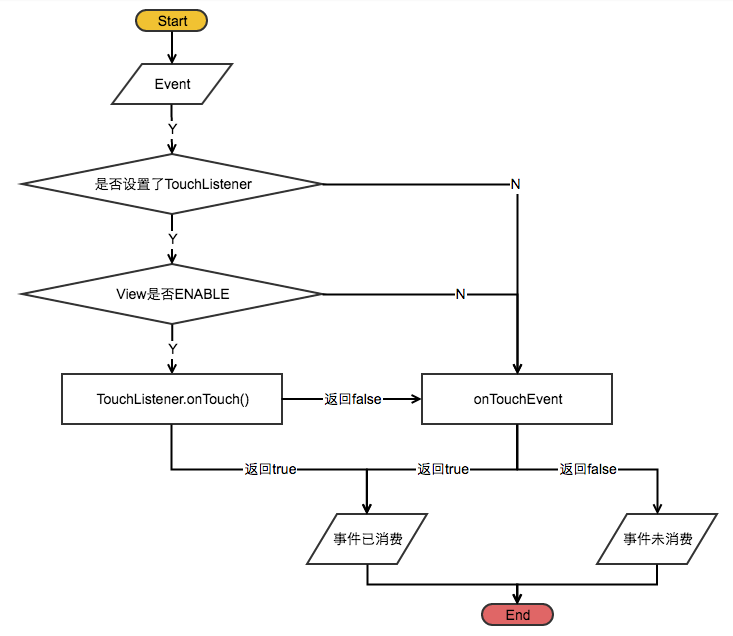 Start
Event
Y
是否设置了TouchListener
N
Y
View是否ENABLE
N
Y
TouchListener.onTouch()
返回false
onTouchEvent
返回true
返回true
返回false
事件已消费
事件未消费
End